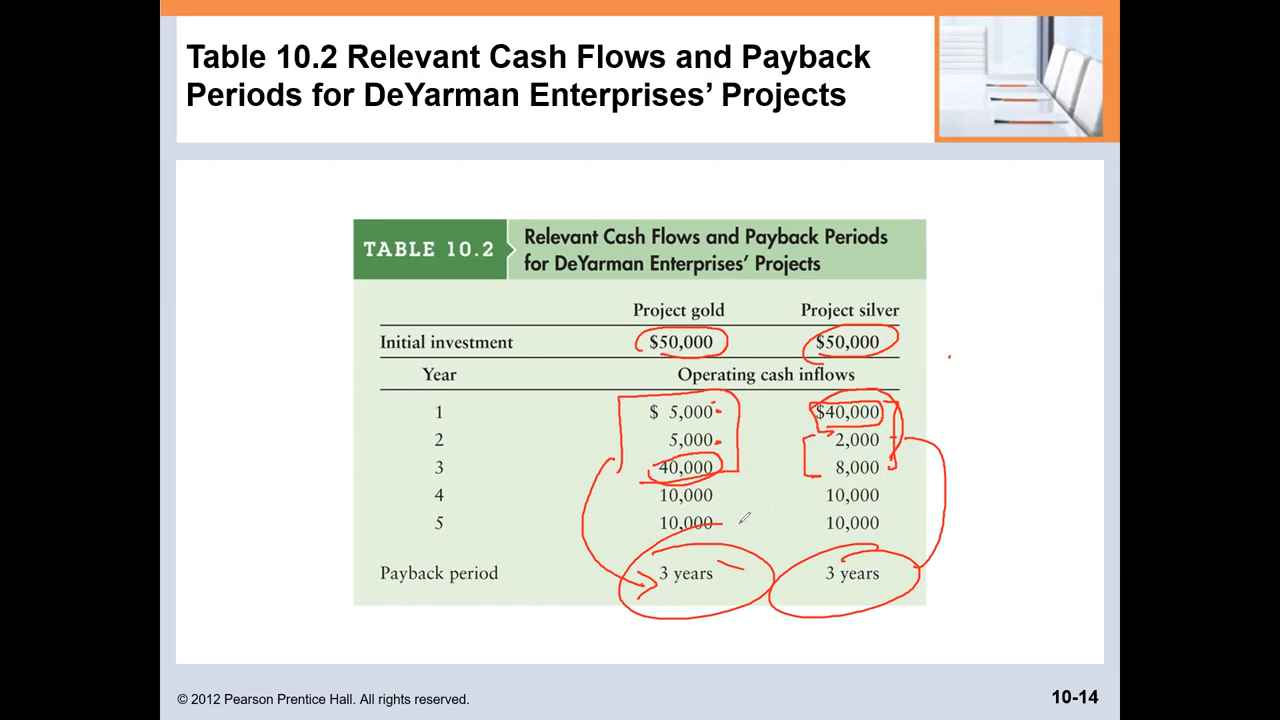 Table 10.2 Relevant Cash Flows and Payback
Periods for DeYarman Enterprises’ Projects
TABLE 10.2
Relevant Cash Flows and Payback Periods
for DeYarman Enterprises’ Projects
Project gold Project silver
Initial investment $50,000 $50,000
Year Operating cash inflows
1 $ 5,000 $40,000
2 5,000 2,000
3 40,000 8,000
4 10,000 10,000
5 10,000 10,000
Payback period 3 years 3 years
© 2012 Pearson Prentice Hall. All rights reserved. 10-14